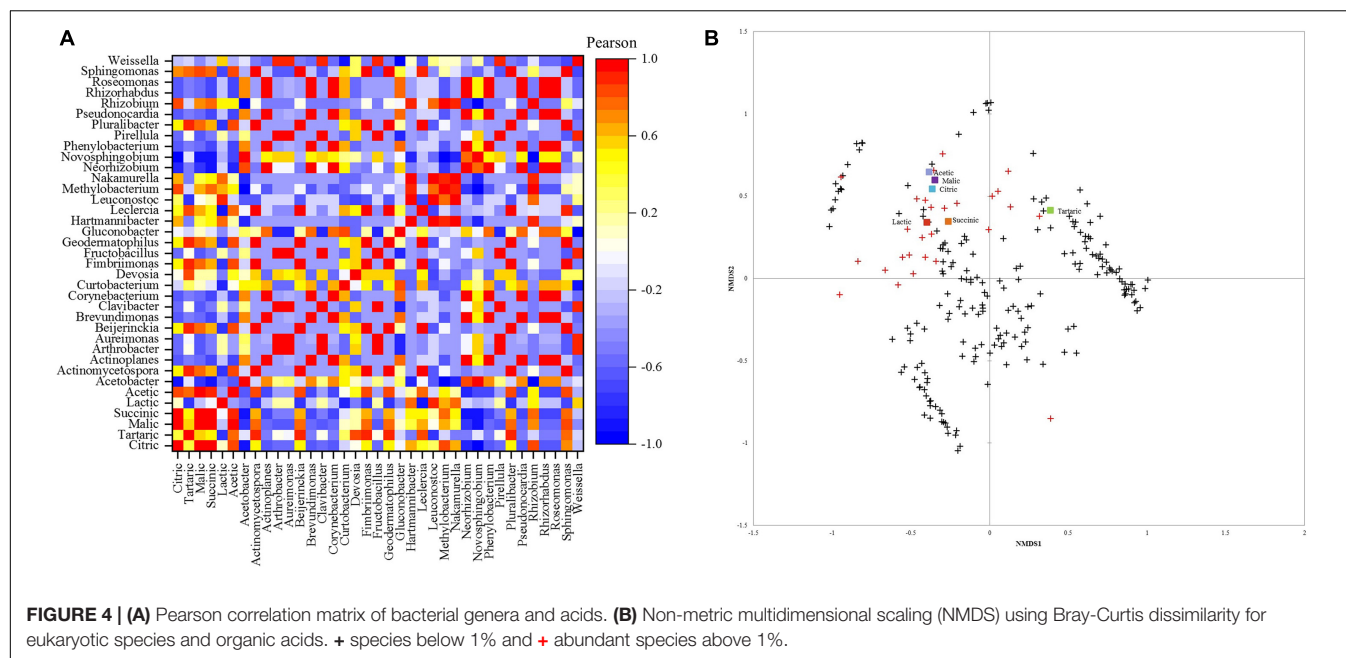 A
Pearson
Weissella
Sphingomonas
Roseomonas
Rhizorhabdus
Rhizobium
Pseudonocardia
Pluralibacter
Pirellula
Phenylobacterium
Novosphingobium
Neorhizobium
Nakamurella
Methylobacterium
Leuconostoc
Leclercia
Hartmannibacter
Gluconobacter
Geodermatophilus
Fructobacillus
Fimbriimonas
Devosia
Curtobacterium
Corynebacterium
Clavibacter
Brevundimonas
Beijerinckia
Aureimonas
Arthrobacter
Actinoplanes
Actinomycetospora
Acetobacter
Acetic
Lactic
Succinic
Malic
Tartaric
Citric
Citric
Tartaric
Malic
Succinic
Lactic
Acetic
Acetobacter
Actinomycetospora
Actinoplanes
Arthrobacter
Aureimonas
Beijerinckia
Brevundimonas
Clavibacter
Corynebacterium
Curtobacterium
Devosia
Fimbriimonas
Fructobacillus
Geodermatophilus
Gluconobacter
Hartmannibacter
Leclercia
Leuconostoc
Methylobacterium
Nakamurella
Neorhizobium
Novosphingobium
Phenylobacterium
Pirellula
Pluralibacter
Pseudonocardia
Rhizobium
Rhizorhabdus
Roseomonas
Sphingomonas
Weissella
1.0
0.6
0.2
-0.2
-0.6
-1.0
B
1.5
1
0.5
0
-0.5
-1
-1.5
-1.5
-1
-0.5
0
0.5
1
1.5
2
NMDS2
NMDS1
Acetic
Malic
Citric
Lactic
Succinic
Tartaric
FIGURE 4 | (A) Pearson correlation matrix of bacterial genera and acids. (B) Non-metric multidimensional scaling (NMDS) using Bray-Curtis dissimilarity for
eukaryotic species and organic acids. + species below 1% and + abundant species above 1%.